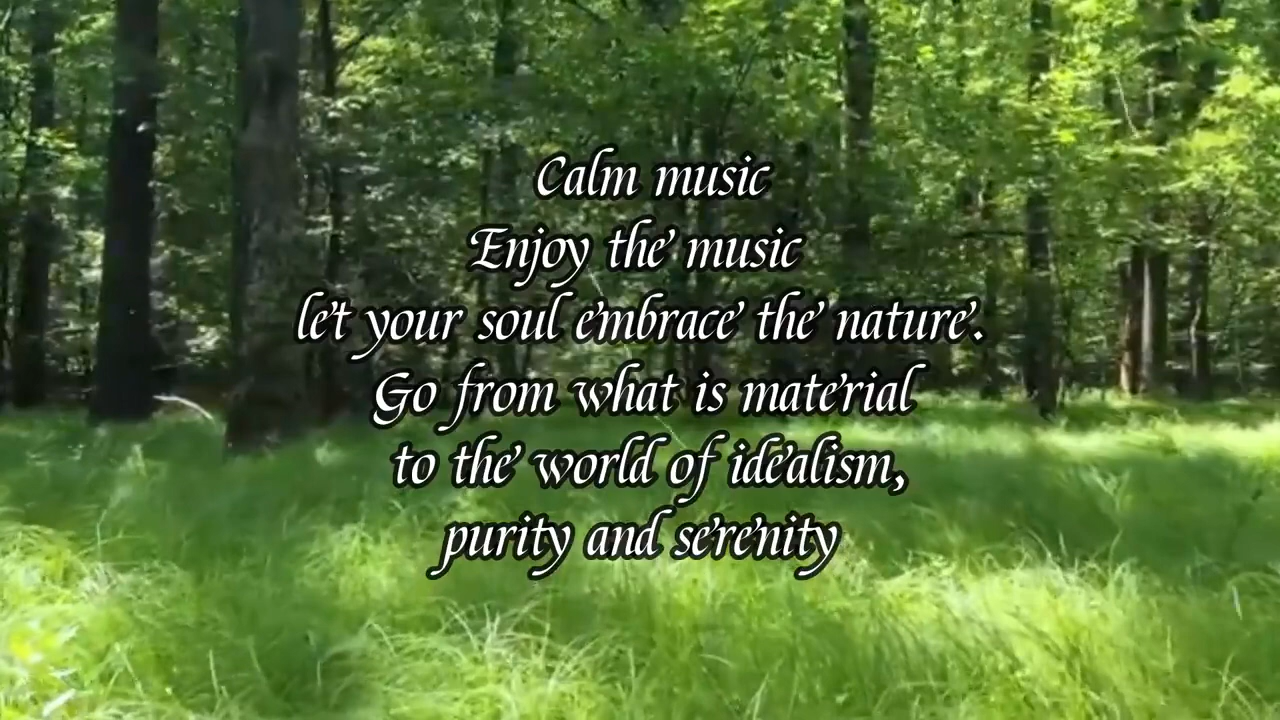 Calm music
Enjoy the music
let your soul embrace the nature.
Go from what is material
to the world of idealism,
purity and serenity